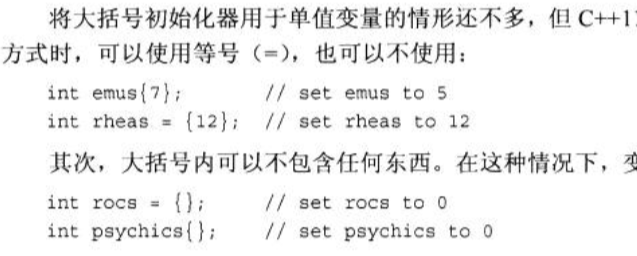 将大括号初始化器用于单值变量的情形还不多，但 C++1
方式时，可以使用等号（=），也可以不使用：
int emus{7}; // set emus to 5
int rheas = {12}; // set rheas to 12
其次，大括号内可以不包含任何东西。在这种情况下，变
int rocs = {}; // set rocs to 0
int psychics{}; // set psychics to 0